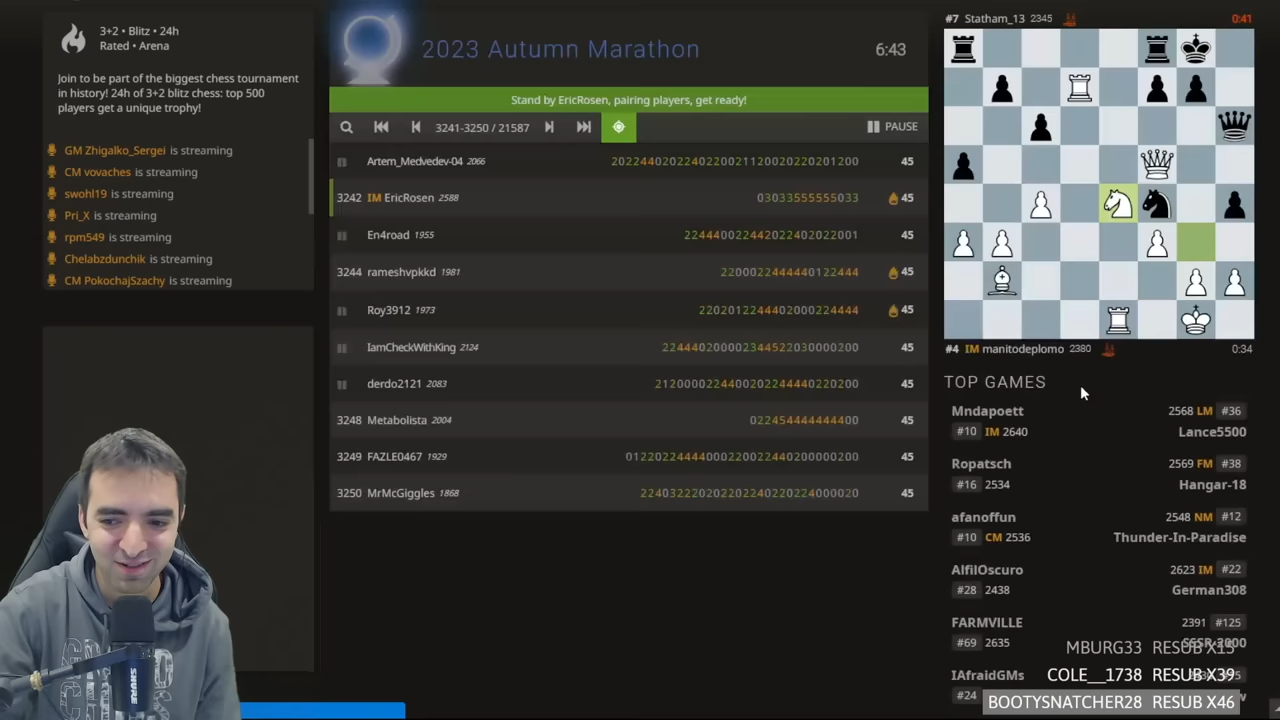 3+2 • Blitz • 24h
Rated • Arena
Join to be part of the biggest chess tournament
in history! 24h of 3+2 blitz chess: top 500
players get a unique trophy!
GM Zhigalko_Sergei is streaming
CM vovaches is streaming
swohl19 is streaming
Pri_X is streaming
rpm549 is streaming
Chelabzdunchik is streaming
CM PokochajSzachy is streaming
2023 Autumn Marathon
6:43
Stand by EricRosen, pairing players, get ready!
3241-3250 / 21587
PAUSE
Artem_Medvedev-04 2066 2022440202240220021120020220201200 45
3242 IM EricRosen 2588 03033555555033 45
En4road 1955 2244400224422022402022001 45
3244 rameshvpkkd 1981 2200022444440122444 45
Roy3912 1973 2202012244402000224444 45
IamCheckWithKing 2124 224440200002344522030000200 45
derdo2121 2083 2120000224400202244440220200 45
3248 Metabolista 2004 022454444444400 45
3249 FAZLE0467 1929 01220224444000220022440200000200 45
3250 MrMcGiggles 1868 224032220202202240220224000020 45
#7 Statham_13 2345
0:41
#4 IM manitodeplomo 2380
0:34
TOP GAMES
Mndapoett 2568 LM #36
#10 IM 2640 Lance5500
Ropatsch 2569 FM #38
#16 2534 Hangar-18
afanoffun 2548 NM #12
#10 CM 2536 Thunder-In-Paradise
AlfilOscuro 2623 IM #22
#28 2438 German308
FARMVILLE 2391 #125
#69 2635 SSSR-2000
MBURG33 RESUB X15
IAfraidGMs
COLE__1738 RESUB X39
#24
BOOTYSNATCHER28 RESUB X46
SHURE